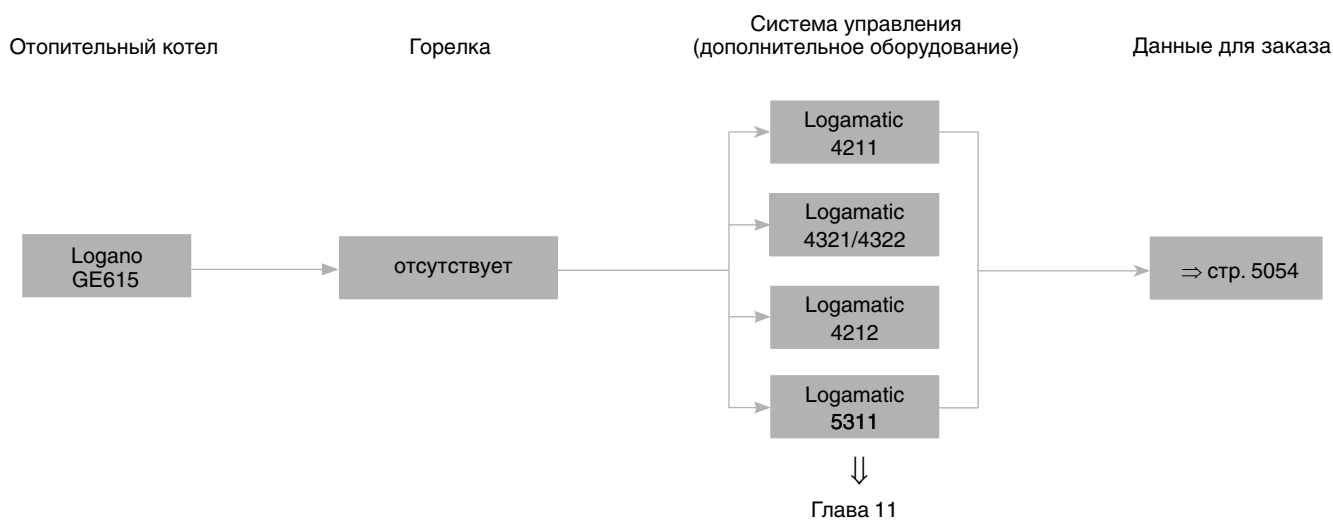 Отопительный котел
Горелка
Система управления
(дополнительное оборудование)
Данные для заказа
Logano
GE615
отсутствует
Logamatic
4211
Logamatic
4321/4322
Logamatic
4212
Logamatic
5311
⇒ стр. 5054
⇓
Глава 11